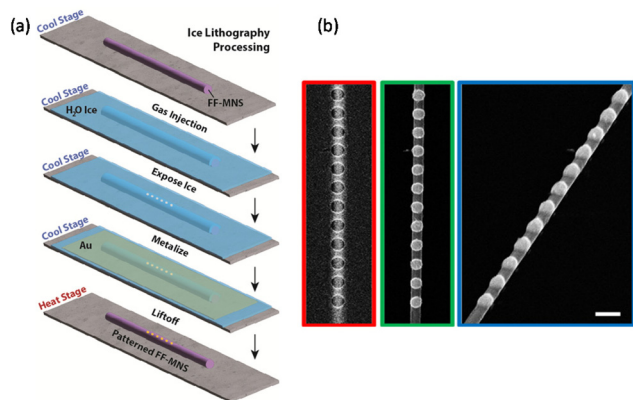 (a)
(b)
Cool Stage
Ice Lithography
Processing
FF-MNS
Cool Stage
H₂O Ice
Gas Injection
Cool Stage
Expose Ice
Cool Stage
Metalize
Au
Heat Stage
Liftoff
Patterned FF-MNS